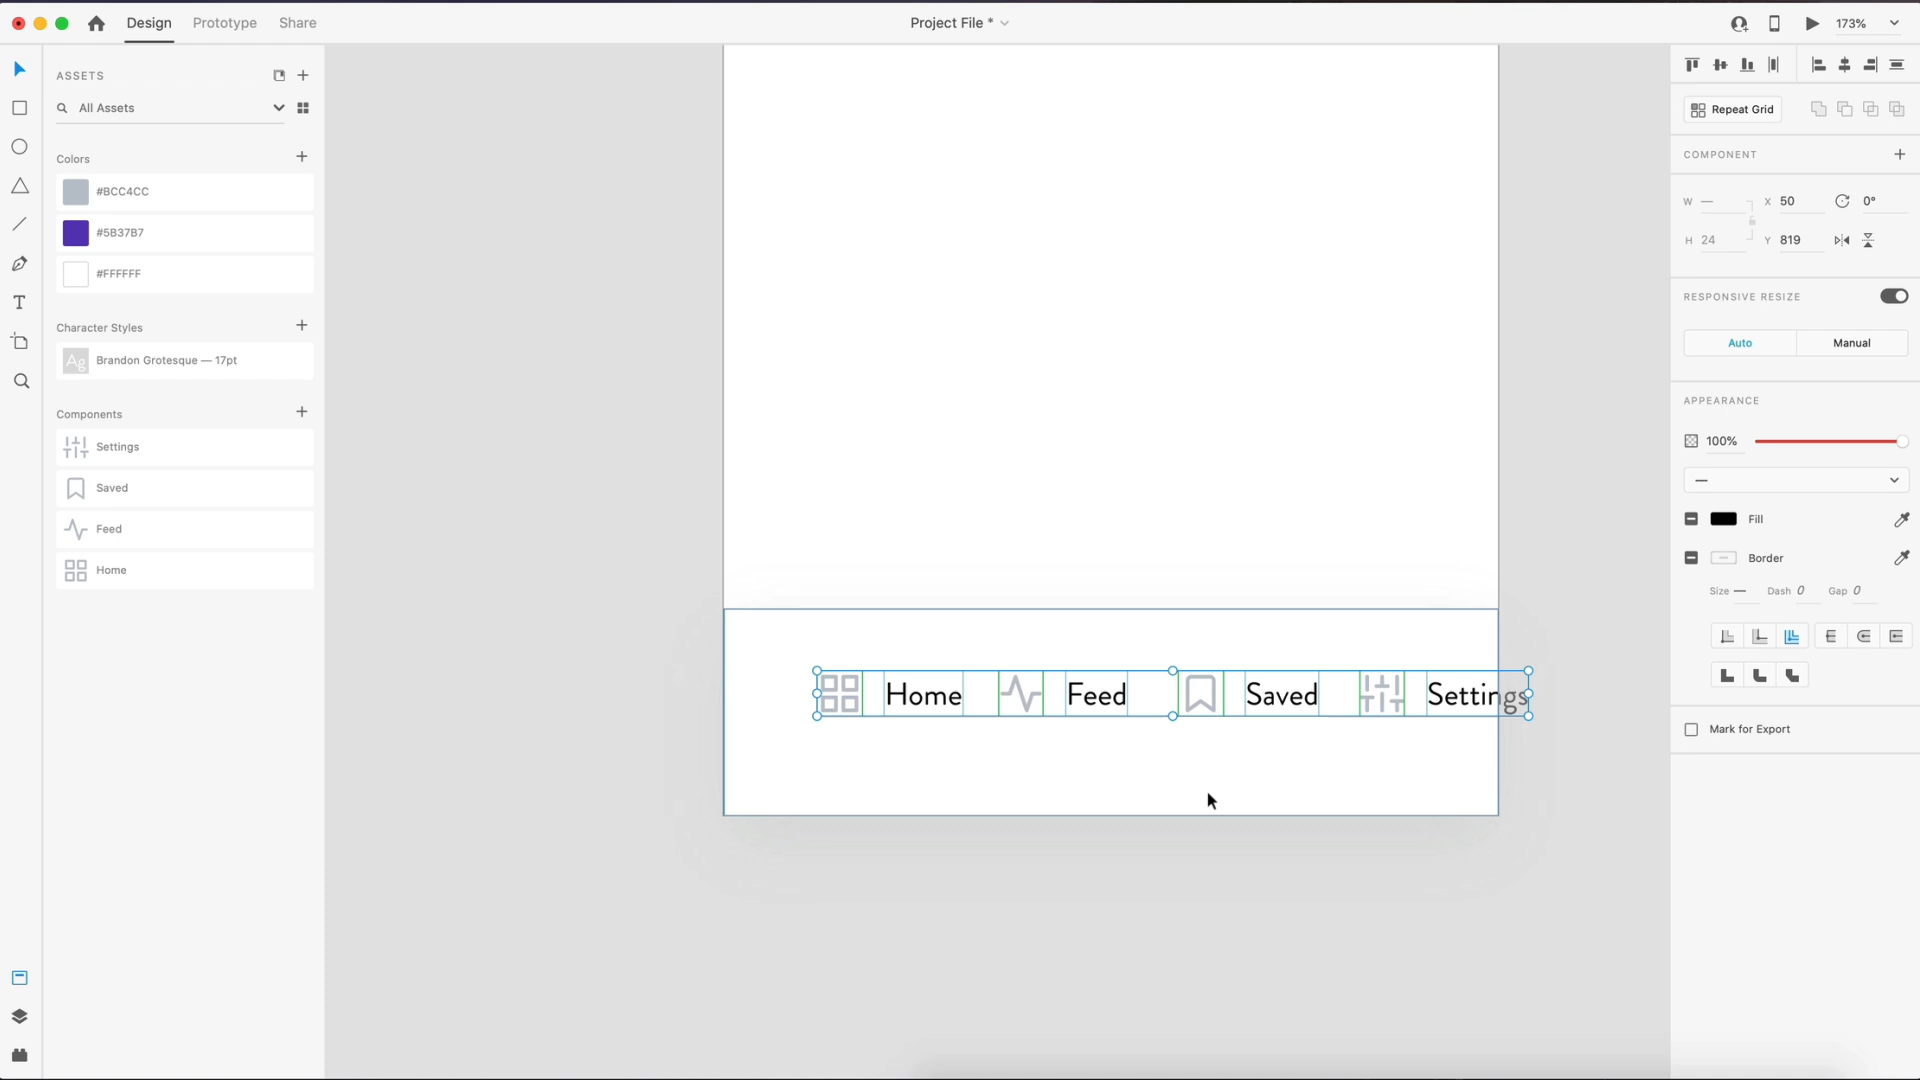 Design Prototype Share Project File * 173%
ASSETS
All Assets
Colors
#BCC4CC
#5B37B7
#FFFFFF
Character Styles
Ag Brandon Grotesque — 17pt
Components
Settings
Saved
Feed
Home
Home Feed Saved Settings
Repeat Grid
COMPONENT
W — X 50 0°
H 24 Y 819
RESPONSIVE RESIZE
Auto Manual
APPEARANCE
100%
—
Fill
Border
Size — Dash 0 Gap 0
Mark for Export